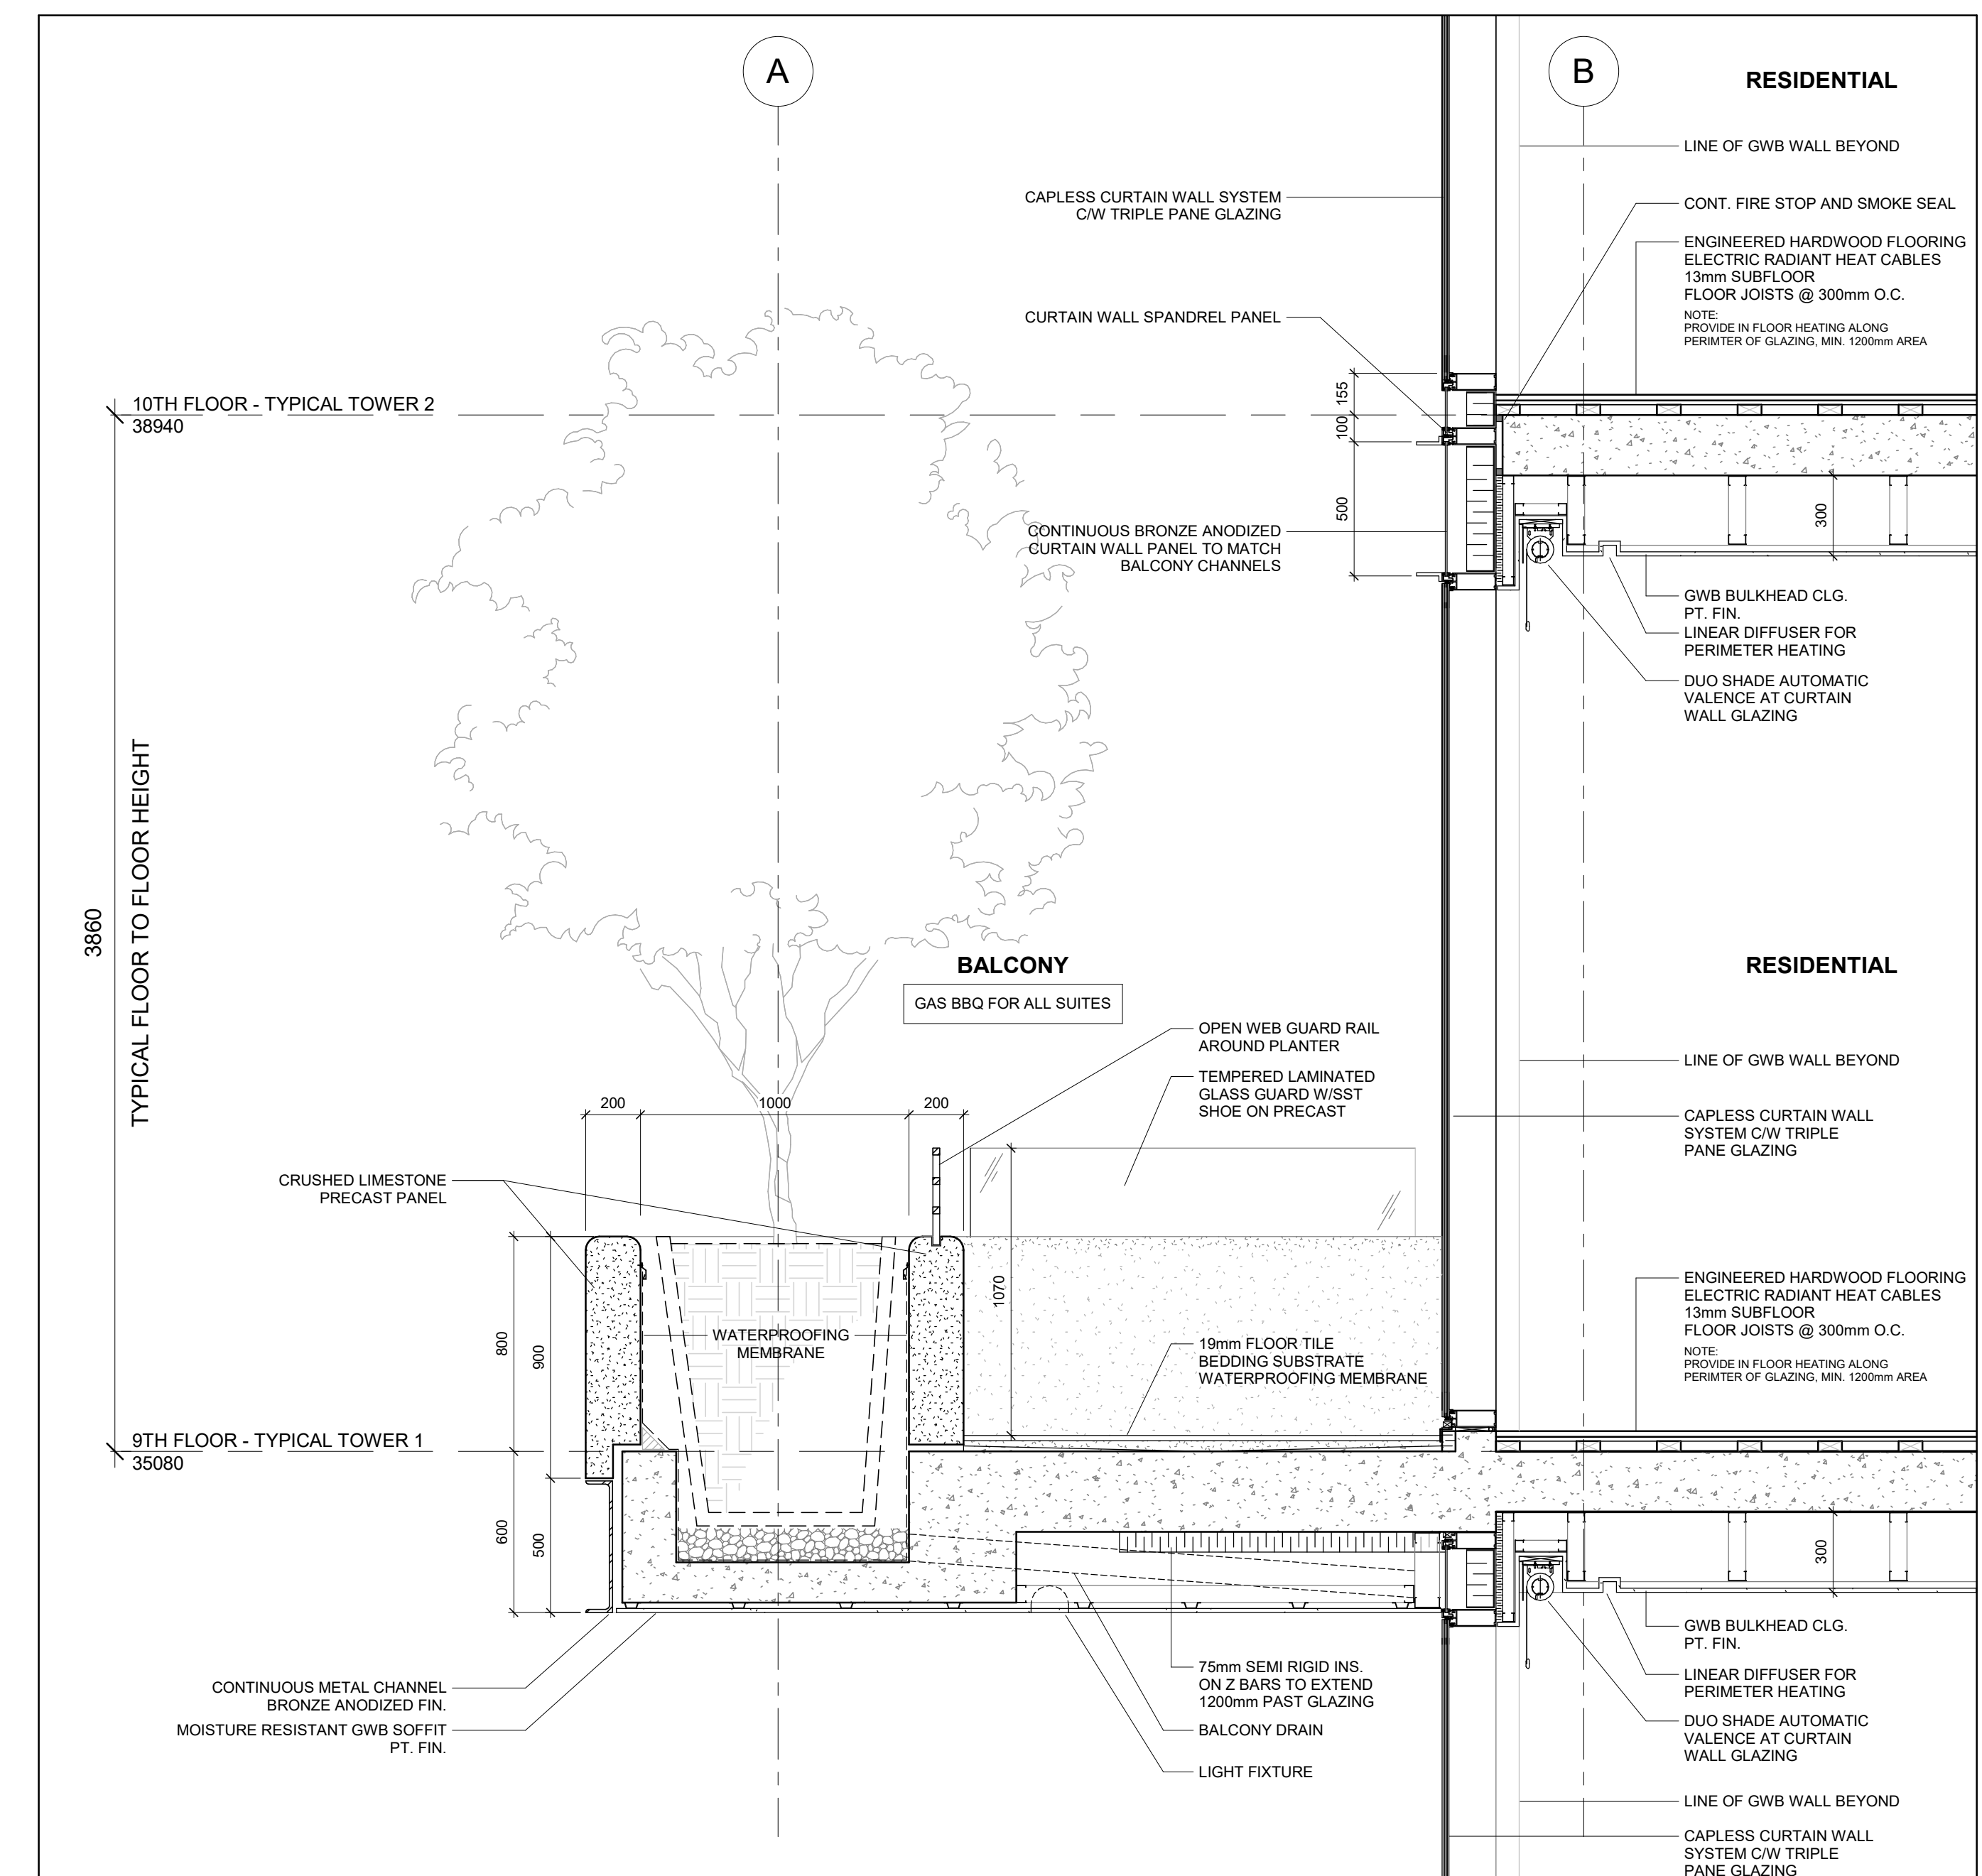 A
B
RESIDENTIAL
LINE OF GWB WALL BEYOND
CAPLESS CURTAIN WALL SYSTEM
C/W TRIPLE PANE GLAZING
CONT. FIRE STOP AND SMOKE SEAL
ENGINEERED HARDWOOD FLOORING
ELECTRIC RADIANT HEAT CABLES
13mm SUBFLOOR
FLOOR JOISTS @ 300mm O.C.
NOTE:
PROVIDE IN FLOOR HEATING ALONG
PERIMTER OF GLAZING, MIN. 1200mm AREA
CURTAIN WALL SPANDREL PANEL
155
100
500
10TH FLOOR - TYPICAL TOWER 2
38940
CONTINUOUS BRONZE ANODIZED
CURTAIN WALL PANEL TO MATCH
BALCONY CHANNELS
300
GWB BULKHEAD CLG.
PT. FIN.
LINEAR DIFFUSER FOR
PERIMETER HEATING
DUO SHADE AUTOMATIC
VALENCE AT CURTAIN
WALL GLAZING
3860
TYPICAL FLOOR TO FLOOR HEIGHT
BALCONY
GAS BBQ FOR ALL SUITES
RESIDENTIAL
OPEN WEB GUARD RAIL
AROUND PLANTER
TEMPERED LAMINATED
GLASS GUARD W/SST
SHOE ON PRECAST
LINE OF GWB WALL BEYOND
CAPLESS CURTAIN WALL
SYSTEM C/W TRIPLE
PANE GLAZING
200
1000
200
CRUSHED LIMESTONE
PRECAST PANEL
1070
800
900
WATERPROOFING
MEMBRANE
19mm FLOOR TILE
BEDDING SUBSTRATE
WATERPROOFING MEMBRANE
ENGINEERED HARDWOOD FLOORING
ELECTRIC RADIANT HEAT CABLES
13mm SUBFLOOR
FLOOR JOISTS @ 300mm O.C.
NOTE:
PROVIDE IN FLOOR HEATING ALONG
PERIMTER OF GLAZING, MIN. 1200mm AREA
9TH FLOOR - TYPICAL TOWER 1
35080
600
500
300
CONTINUOUS METAL CHANNEL
BRONZE ANODIZED FIN.
MOISTURE RESISTANT GWB SOFFIT
PT. FIN.
75mm SEMI RIGID INS.
ON Z BARS TO EXTEND
1200mm PAST GLAZING
BALCONY DRAIN
LIGHT FIXTURE
GWB BULKHEAD CLG.
PT. FIN.
LINEAR DIFFUSER FOR
PERIMETER HEATING
DUO SHADE AUTOMATIC
VALENCE AT CURTAIN
WALL GLAZING
LINE OF GWB WALL BEYOND
CAPLESS CURTAIN WALL
SYSTEM C/W TRIPLE
PANE GLAZING